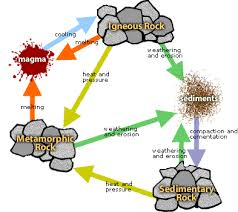 Igneous Rock
cooling
melting
magma
weathering
and erosion
heat and
pressure
sediments
melting
compaction and
cementation
Metamorphic
Rock
weathering
and erosion
weathering
and erosion
heat and
pressure
Sedimentary
Rock